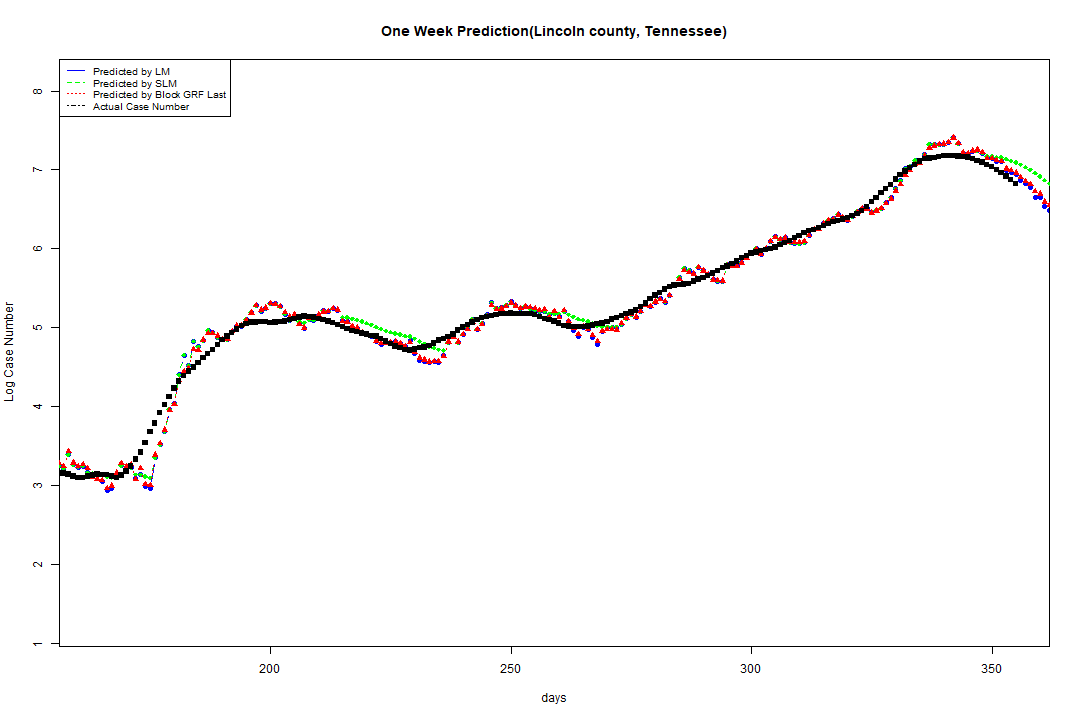 One Week Prediction(Lincoln county, Tennessee)
Predicted by LM
Predicted by SLM
Predicted by Block GRF Last
Actual Case Number
8
7
6
5
4
3
2
1
Log Case Number
200 250 300 350
days